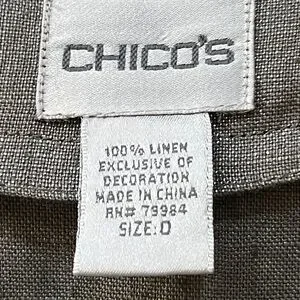 CHICO'S
100% LINEN
EXCLUSIVE OF
DECORATION
MADE IN CHINA
RN# 79984
SIZE: 0